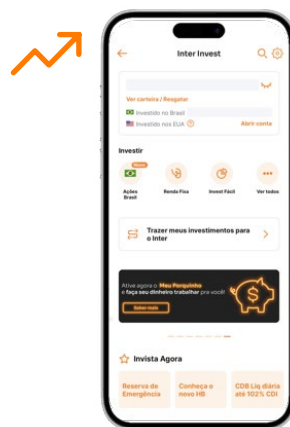 Inter Invest
Ver carteira / Resgatar
Investido no Brasil
Investido nos EUA
Abrir conta
Investir
Novo
Ações
Brasil
Renda Fixa
Invest Fácil
Ver todos
Trazer meus investimentos para
o Inter
Ative agora o Meu Porquinho
e faça seu dinheiro trabalhar pra você!
Saber mais
Invista Agora
Reserva de
Emergência
Conheça o
novo HB
CDB Liq diária
até 102% CDI